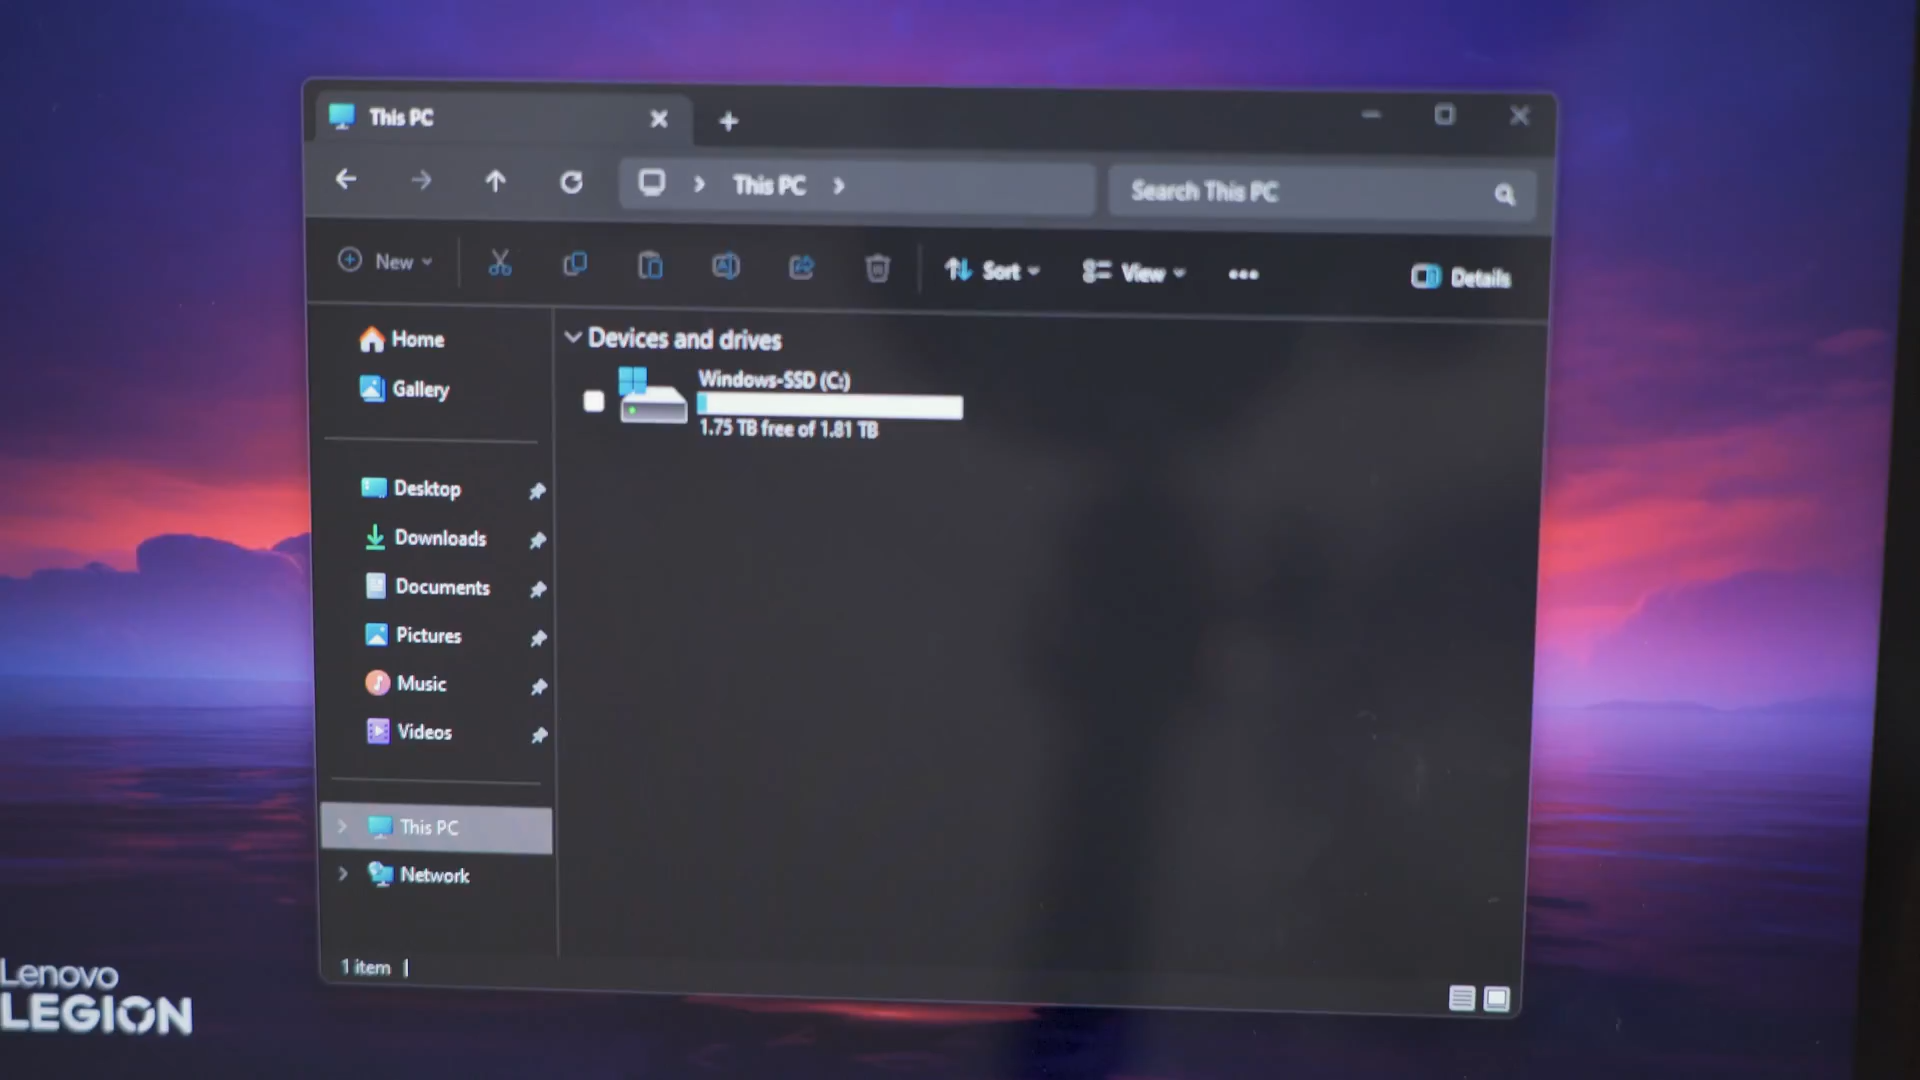 This PC
This PC
Search This PC
New
Sort
View
Details
Home
Gallery
Desktop
Downloads
Documents
Pictures
Music
Videos
This PC
Network
Devices and drives
Windows-SSD (C:)
1.75 TB free of 1.81 TB
1 item
Lenovo
LEGION